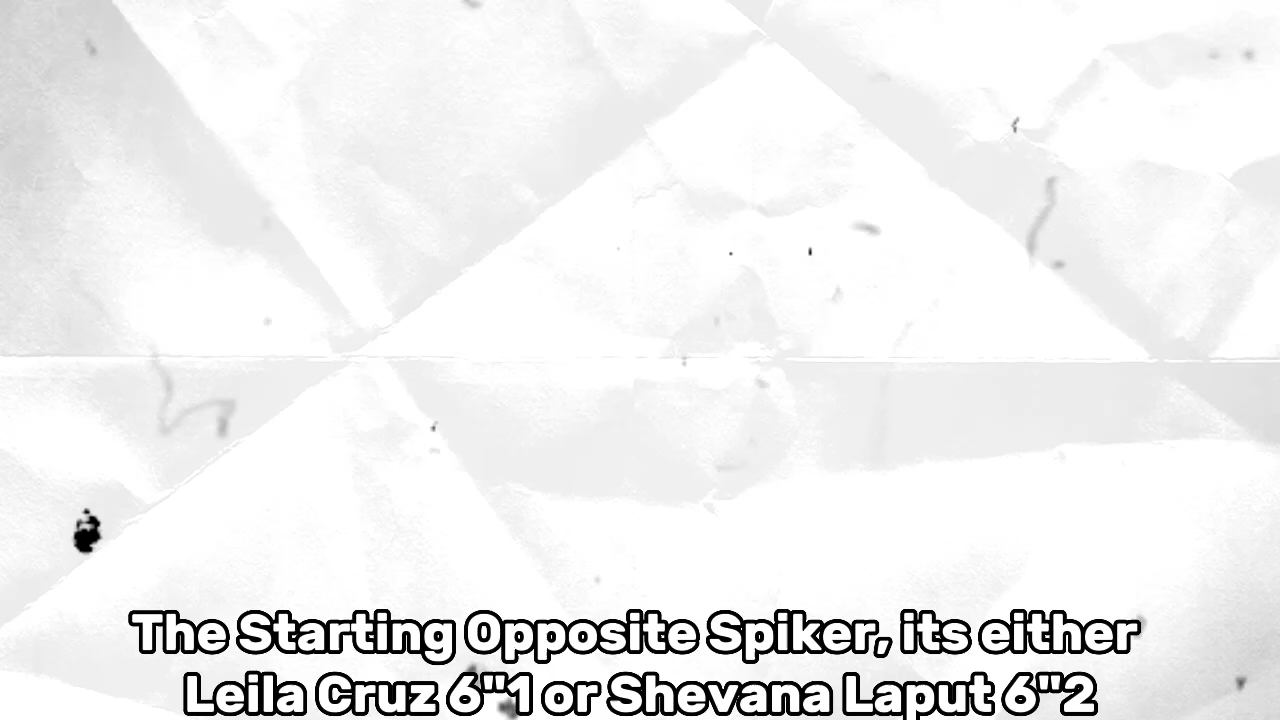 The Starting Opposite Spiker, its either
Leila Cruz 6"1 or Shevana Laput 6"2